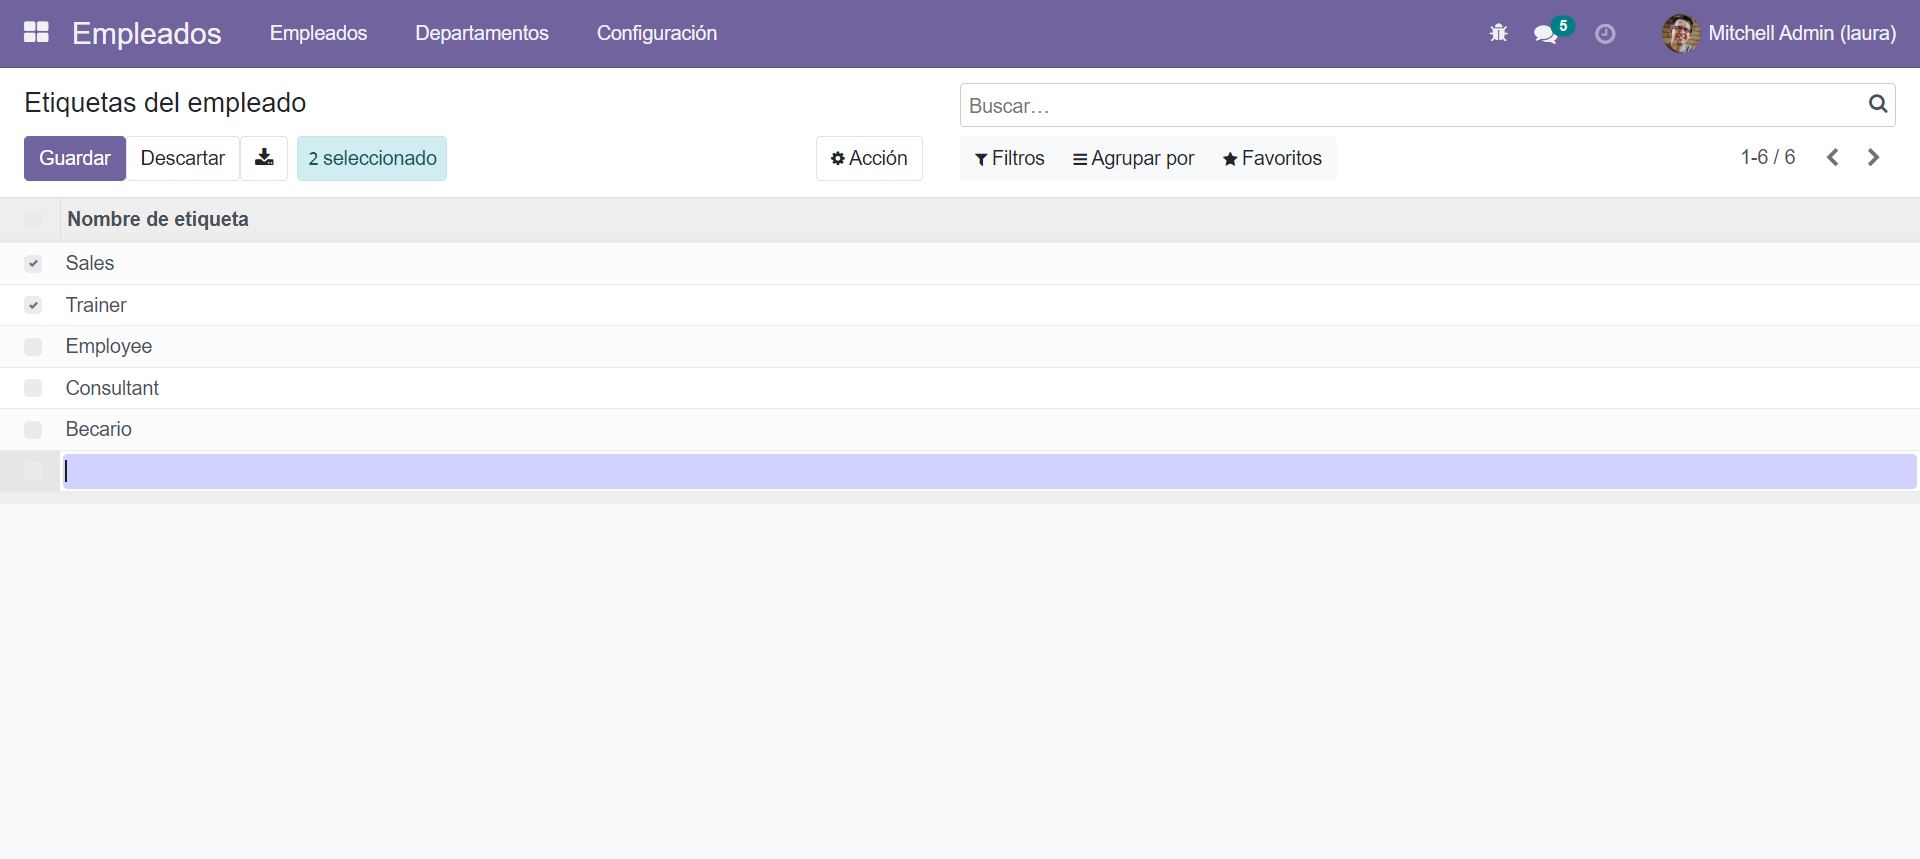 Empleados Empleados Departamentos Configuración 5 Mitchell Admin (laura)
Etiquetas del empleado Buscar...
Guardar Descartar 2 seleccionado Acción Filtros Agrupar por Favoritos 1-6 / 6
Nombre de etiqueta
Sales
Trainer
Employee
Consultant
Becario